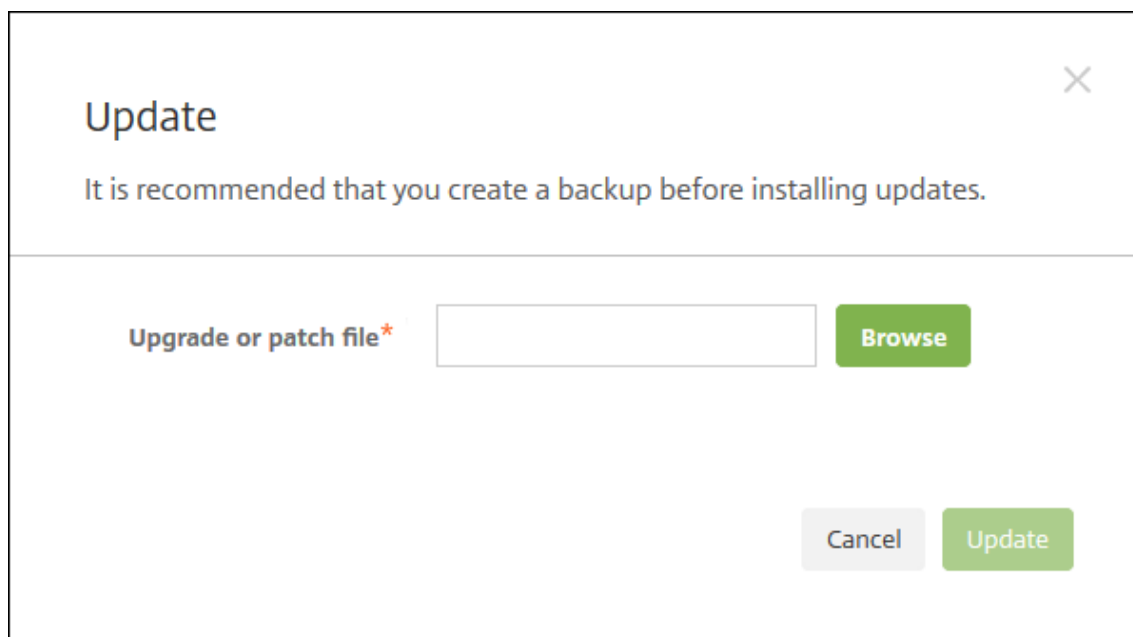 Update
It is recommended that you create a backup before installing updates.
Upgrade or patch file* Browse
Cancel Update